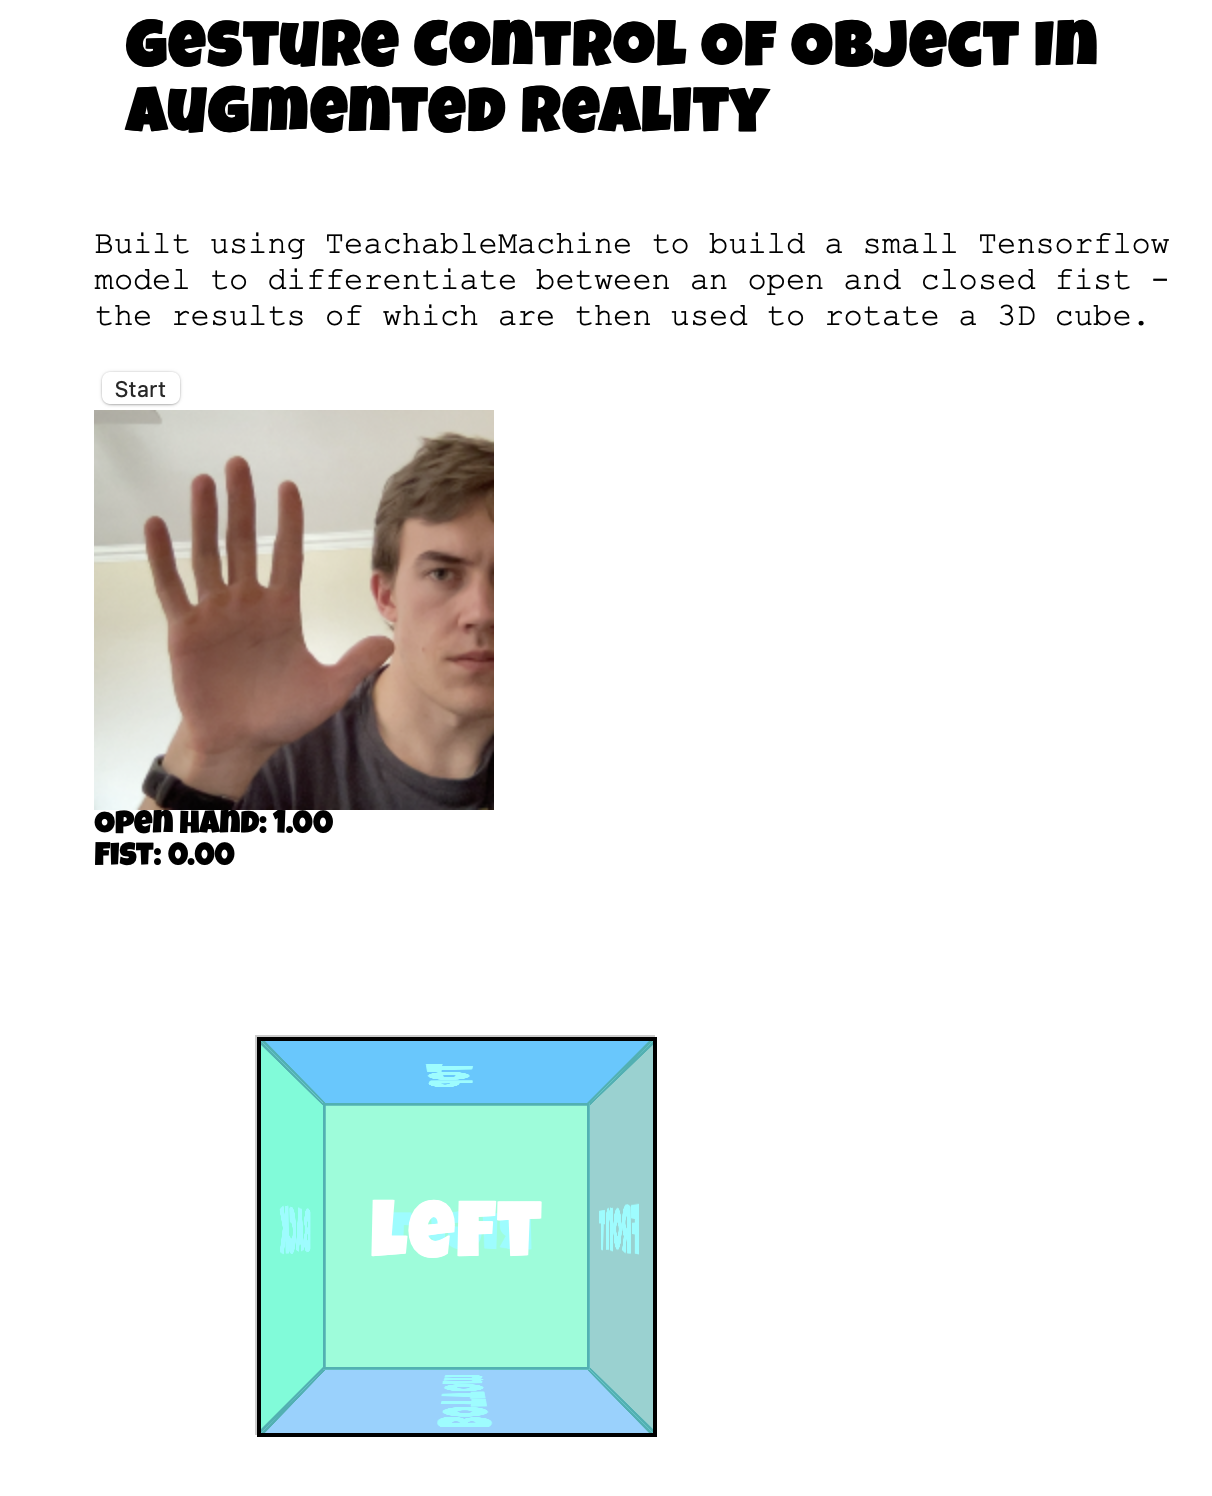 Gesture Control of Object in
Augmented Reality
Built using TeachableMachine to build a small Tensorflow
model to differentiate between an open and closed fist -
the results of which are then used to rotate a 3D cube.
Start
Open Hand: 1.00
Fist: 0.00
TOP
BACK
LEFT
FRONT
BOTTOM